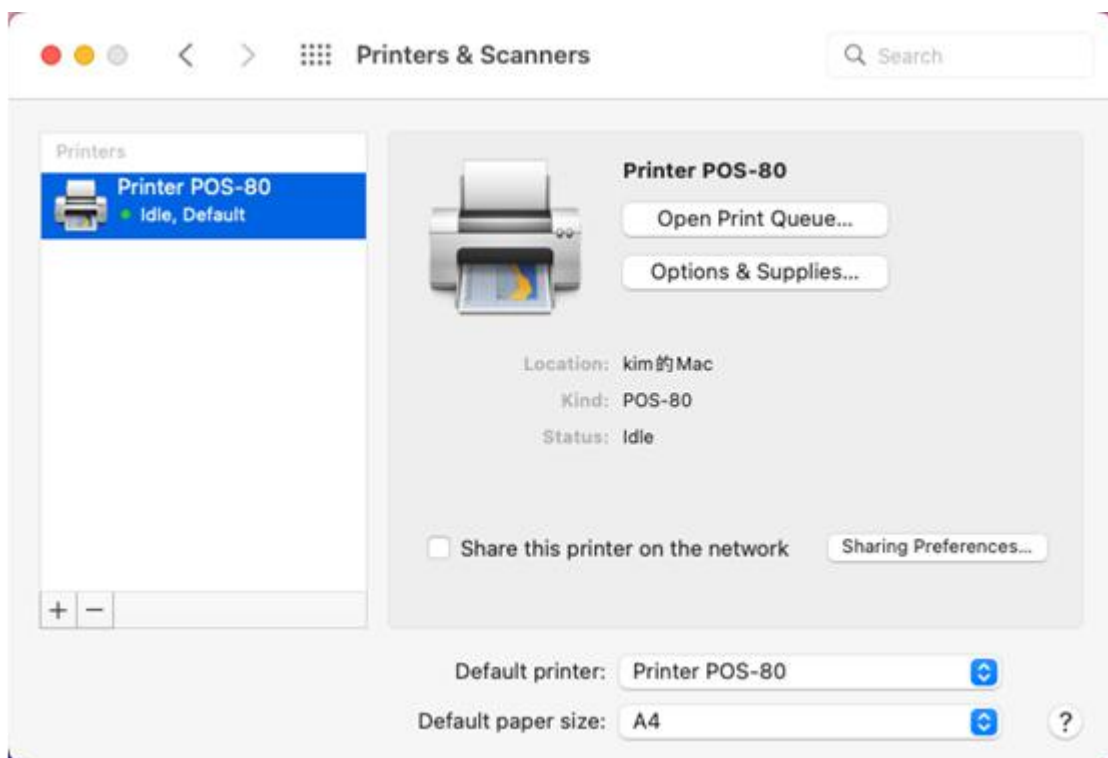 Printers & Scanners
Search
Printers
Printer POS-80
Idle, Default
Printer POS-80
Open Print Queue...
Options & Supplies...
Location: kim的Mac
Kind: POS-80
Status: Idle
Share this printer on the network
Sharing Preferences...
+ −
Default printer: Printer POS-80
Default paper size: A4
?